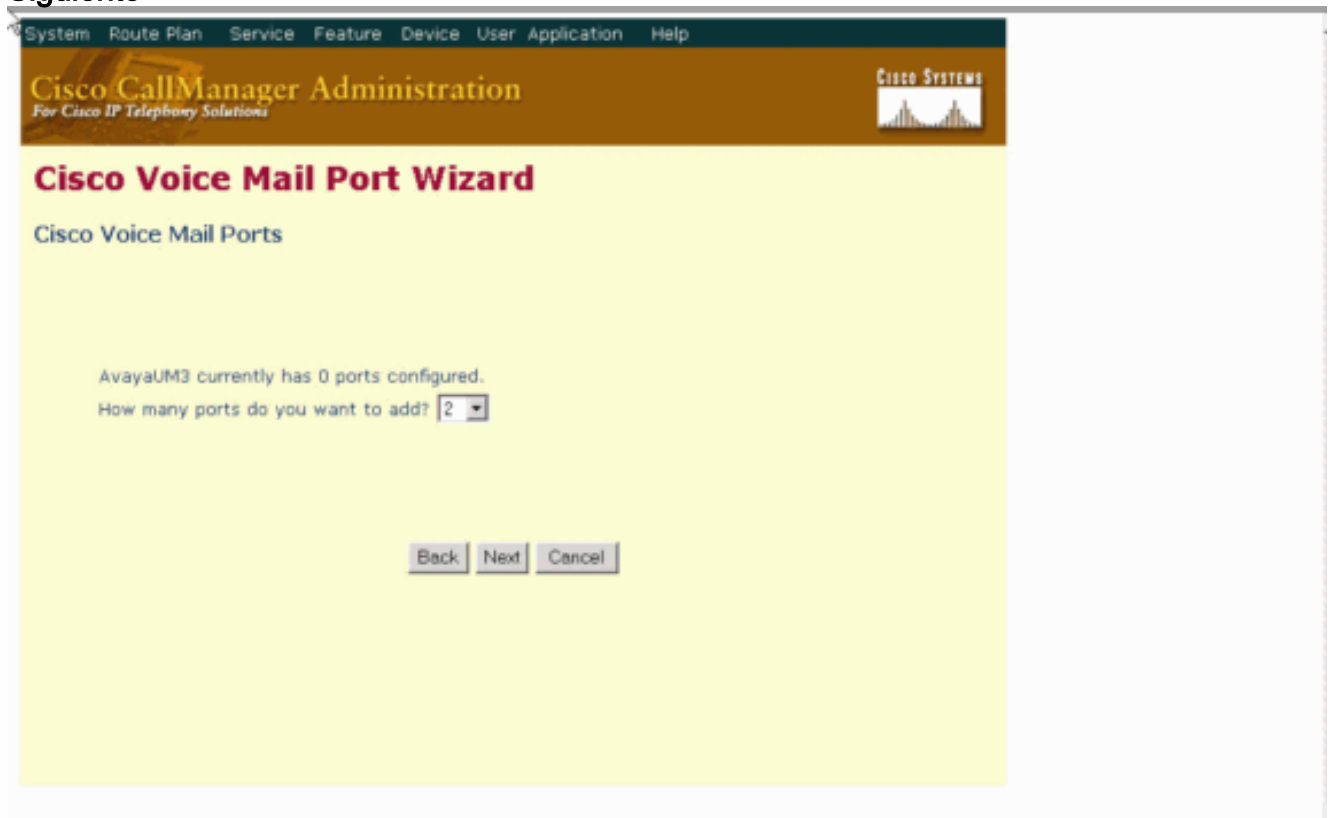 Siguiente
System Route Plan Service Feature Device User Application Help
Cisco CallManager Administration
For Cisco IP Telephony Solutions
CISCO SYSTEMS
Cisco Voice Mail Port Wizard
Cisco Voice Mail Ports
AvayaUM3 currently has 0 ports configured.
How many ports do you want to add? 2
Back Next Cancel